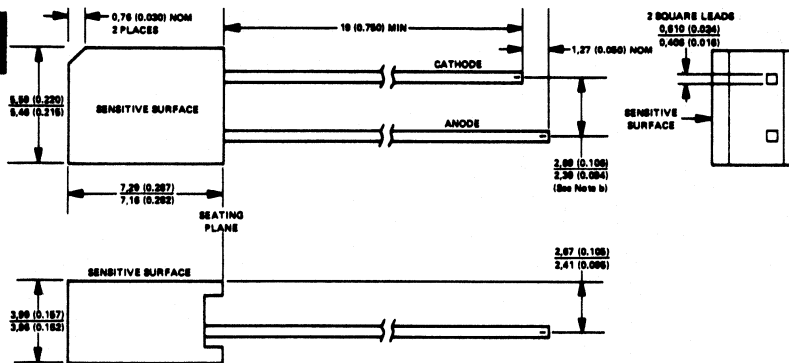 0,76 (0.030) NOM
2 PLACES
19 (0.750) MIN
1,27 (0.050) NOM
2 SQUARE LEADS
0,610 (0.024)
0,406 (0.016)
CATHODE
5,59 (0.220)
5,46 (0.215)
SENSITIVE SURFACE
SENSITIVE
SURFACE
ANODE
2,69 (0.106)
2,39 (0.094)
(See Note b)
7,29 (0.287)
7,16 (0.282)
SEATING
PLANE
SENSITIVE SURFACE
2,67 (0.105)
2,41 (0.095)
3,99 (0.157)
3,86 (0.152)